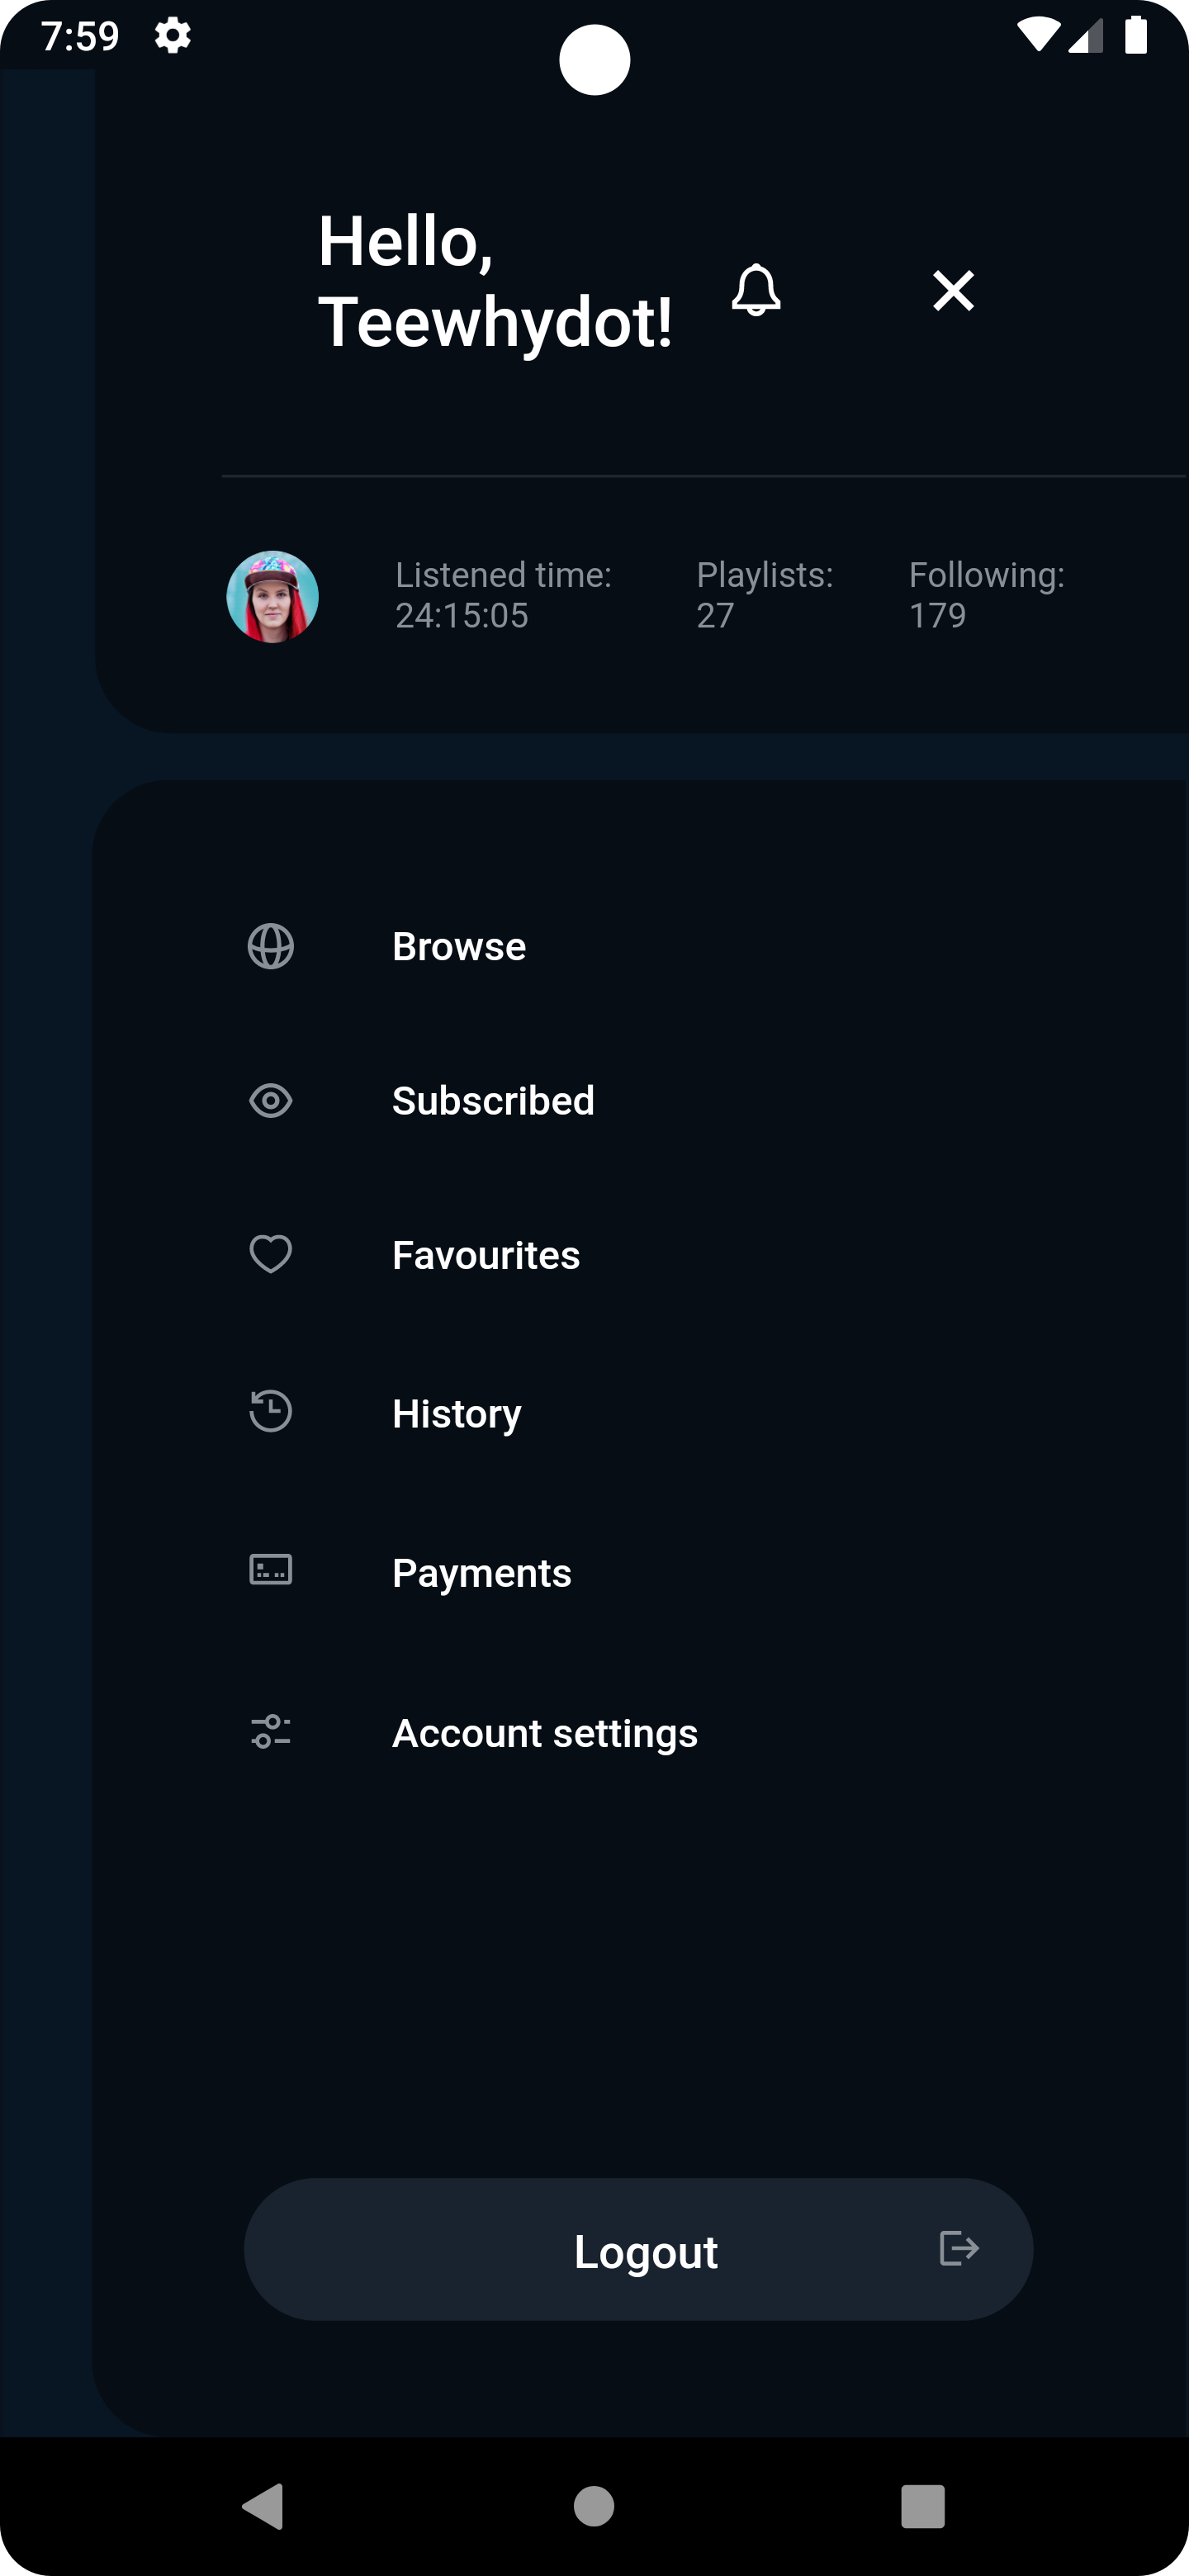 7:59
Hello,
Teewhydot!
Listened time:
24:15:05
Playlists:
27
Following:
179
Browse
Subscribed
Favourites
History
Payments
Account settings
Logout